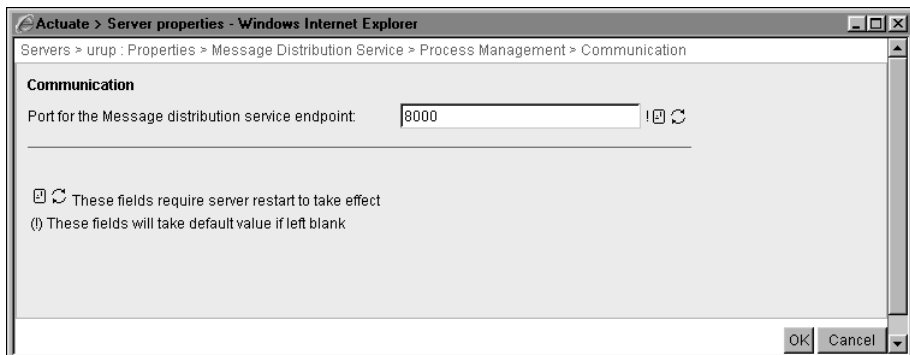 Actuate > Server properties - Windows Internet Explorer
Servers > urup : Properties > Message Distribution Service > Process Management > Communication
Communication
Port for the Message distribution service endpoint: 8000 !
These fields require server restart to take effect
(!) These fields will take default value if left blank
OK Cancel